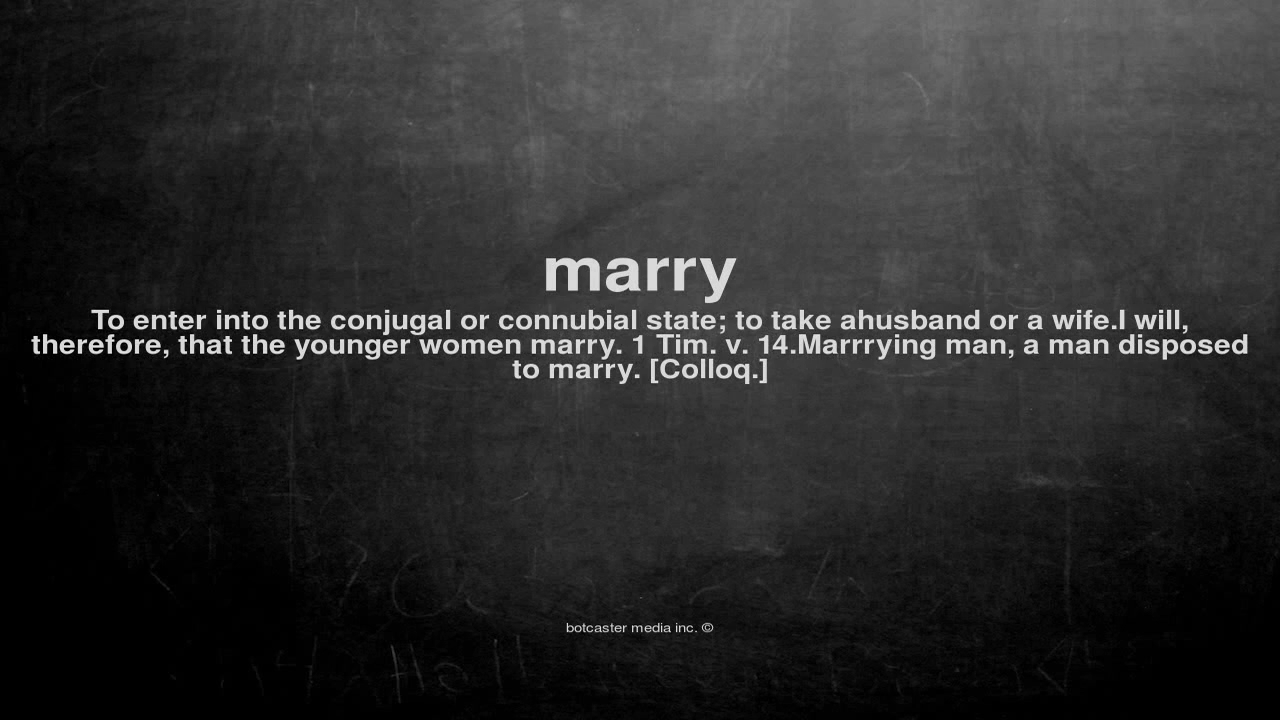 marry
To enter into the conjugal or connubial state; to take ahusband or a wife.I will,
therefore, that the younger women marry. 1 Tim. v. 14.Marrrying man, a man disposed
to marry. [Colloq.]
botcaster media inc. ©